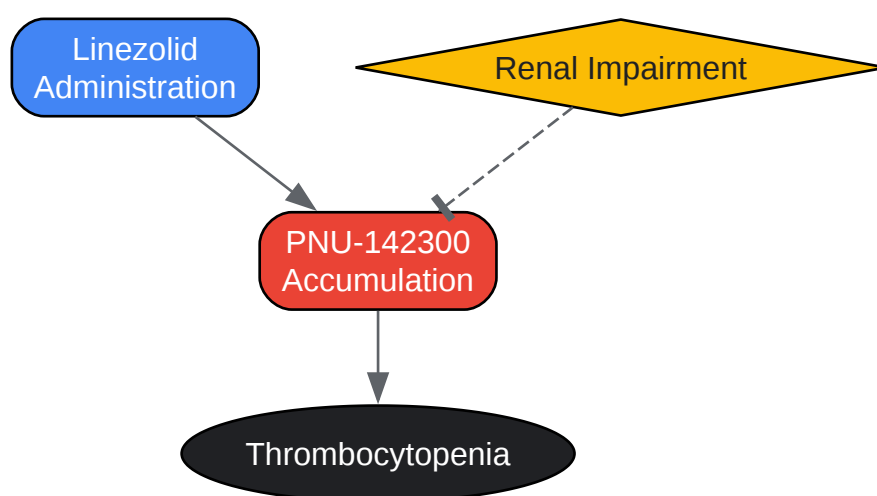 Linezolid
Administration
Renal Impairment
PNU-142300
Accumulation
Thrombocytopenia